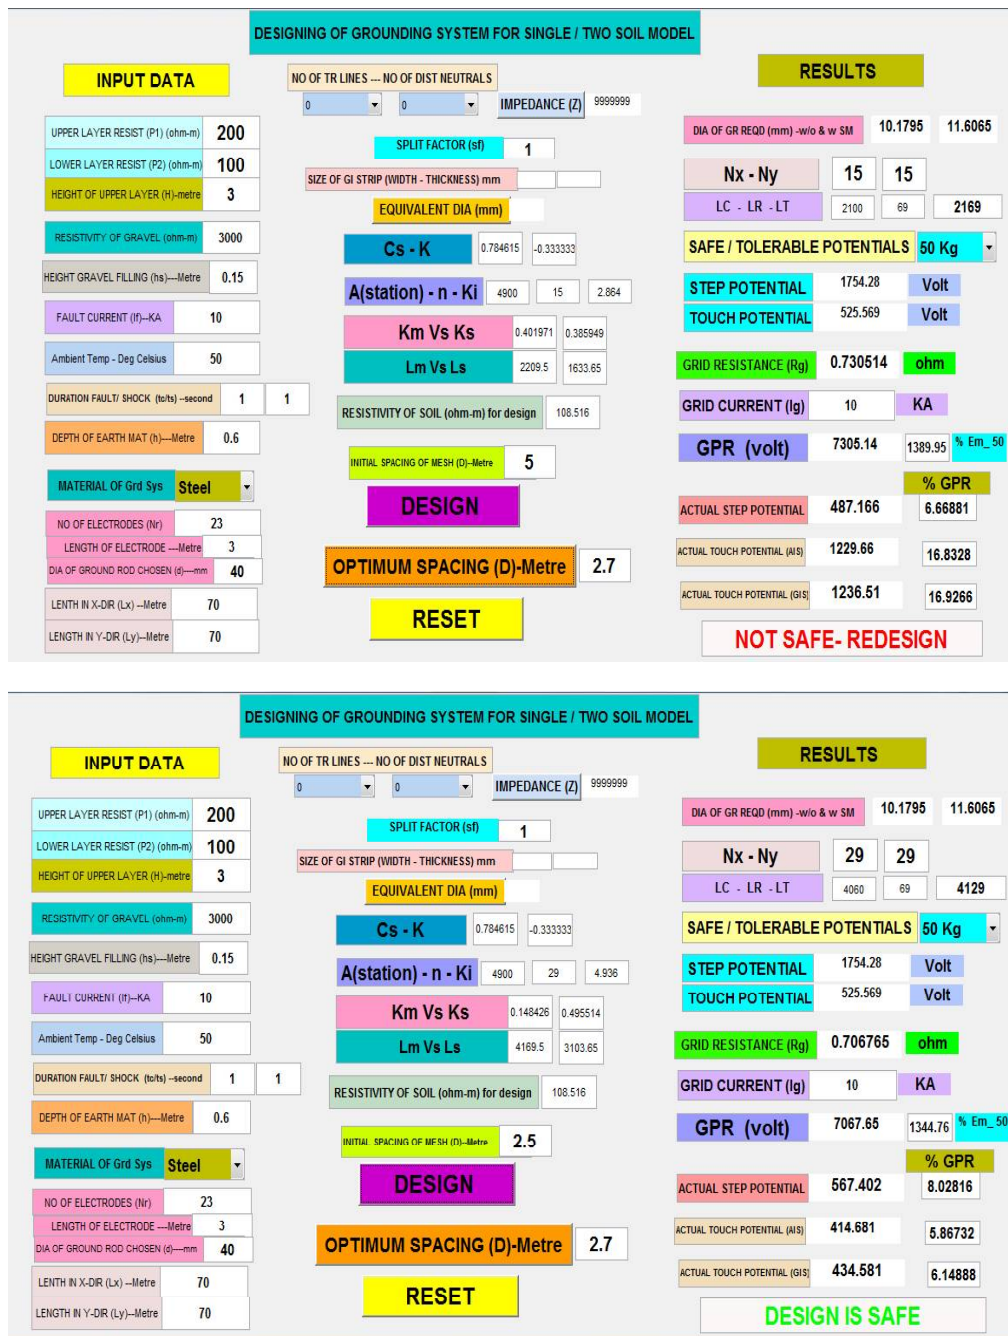 DESIGNING OF GROUNDING SYSTEM FOR SINGLE / TWO SOIL MODEL
INPUT DATA
UPPER LAYER RESIST (P1) (ohm-m) 200
LOWER LAYER RESIST (P2) (ohm-m) 100
HEIGHT OF UPPER LAYER (H)-metre 3
RESISTIVITY OF GRAVEL (ohm-m) 3000
HEIGHT GRAVEL FILLING (hs)---Metre 0.15
FAULT CURRENT (If)--KA 10
Ambient Temp - Deg Celsius 50
DURATION FAULT/ SHOCK (tc/ts) --second 1 1
DEPTH OF EARTH MAT (h)---Metre 0.6
MATERIAL OF Grd Sys Steel
NO OF ELECTRODES (Nr) 23
LENGTH OF ELECTRODE ---Metre 3
DIA OF GROUND ROD CHOSEN (d)----mm 40
LENTH IN X-DIR (Lx) --Metre 70
LENGTH IN Y-DIR (Ly)--Metre 70
NO OF TR LINES --- NO OF DIST NEUTRALS
0 0 IMPEDANCE (Z) 9999999
SPLIT FACTOR (sf) 1
SIZE OF GI STRIP (WIDTH - THICKNESS) mm
EQUIVALENT DIA (mm)
Cs - K 0.784615 -0.333333
A(station) - n - Ki 4900 15 2.864
Km Vs Ks 0.401971 0.385949
Lm Vs Ls 2209.5 1633.65
RESISTIVITY OF SOIL (ohm-m) for design 108.516
INITIAL SPACING OF MESH (D)--Metre 5
DESIGN
OPTIMUM SPACING (D)-Metre 2.7
RESET
RESULTS
DIA OF GR REQD (mm) -w/o & w SM 10.1795 11.6065
Nx - Ny 15 15
LC - LR - LT 2100 69 2169
SAFE / TOLERABLE POTENTIALS 50 Kg
STEP POTENTIAL 1754.28 Volt
TOUCH POTENTIAL 525.569 Volt
GRID RESISTANCE (Rg) 0.730514 ohm
GRID CURRENT (Ig) 10 KA
GPR (volt) 7305.14 1389.95 % Em_ 50
% GPR
ACTUAL STEP POTENTIAL 487.166 6.66881
ACTUAL TOUCH POTENTIAL (AIS) 1229.66 16.8328
ACTUAL TOUCH POTENTIAL (GIS) 1236.51 16.9266
NOT SAFE- REDESIGN
DESIGNING OF GROUNDING SYSTEM FOR SINGLE / TWO SOIL MODEL
INPUT DATA
UPPER LAYER RESIST (P1) (ohm-m) 200
LOWER LAYER RESIST (P2) (ohm-m) 100
HEIGHT OF UPPER LAYER (H)-metre 3
RESISTIVITY OF GRAVEL (ohm-m) 3000
HEIGHT GRAVEL FILLING (hs)---Metre 0.15
FAULT CURRENT (If)--KA 10
Ambient Temp - Deg Celsius 50
DURATION FAULT/ SHOCK (tc/ts) --second 1 1
DEPTH OF EARTH MAT (h)---Metre 0.6
MATERIAL OF Grd Sys Steel
NO OF ELECTRODES (Nr) 23
LENGTH OF ELECTRODE ---Metre 3
DIA OF GROUND ROD CHOSEN (d)----mm 40
LENTH IN X-DIR (Lx) --Metre 70
LENGTH IN Y-DIR (Ly)--Metre 70
NO OF TR LINES --- NO OF DIST NEUTRALS
0 0 IMPEDANCE (Z) 9999999
SPLIT FACTOR (sf) 1
SIZE OF GI STRIP (WIDTH - THICKNESS) mm
EQUIVALENT DIA (mm)
Cs - K 0.784615 -0.333333
A(station) - n - Ki 4900 29 4.936
Km Vs Ks 0.148426 0.495514
Lm Vs Ls 4169.5 3103.65
RESISTIVITY OF SOIL (ohm-m) for design 108.516
INITIAL SPACING OF MESH (D)--Metre 2.5
DESIGN
OPTIMUM SPACING (D)-Metre 2.7
RESET
RESULTS
DIA OF GR REQD (mm) -w/o & w SM 10.1795 11.6065
Nx - Ny 29 29
LC - LR - LT 4060 69 4129
SAFE / TOLERABLE POTENTIALS 50 Kg
STEP POTENTIAL 1754.28 Volt
TOUCH POTENTIAL 525.569 Volt
GRID RESISTANCE (Rg) 0.706765 ohm
GRID CURRENT (Ig) 10 KA
GPR (volt) 7067.65 1344.76 % Em_ 50
% GPR
ACTUAL STEP POTENTIAL 567.402 8.02816
ACTUAL TOUCH POTENTIAL (AIS) 414.681 5.86732
ACTUAL TOUCH POTENTIAL (GIS) 434.581 6.14888
DESIGN IS SAFE